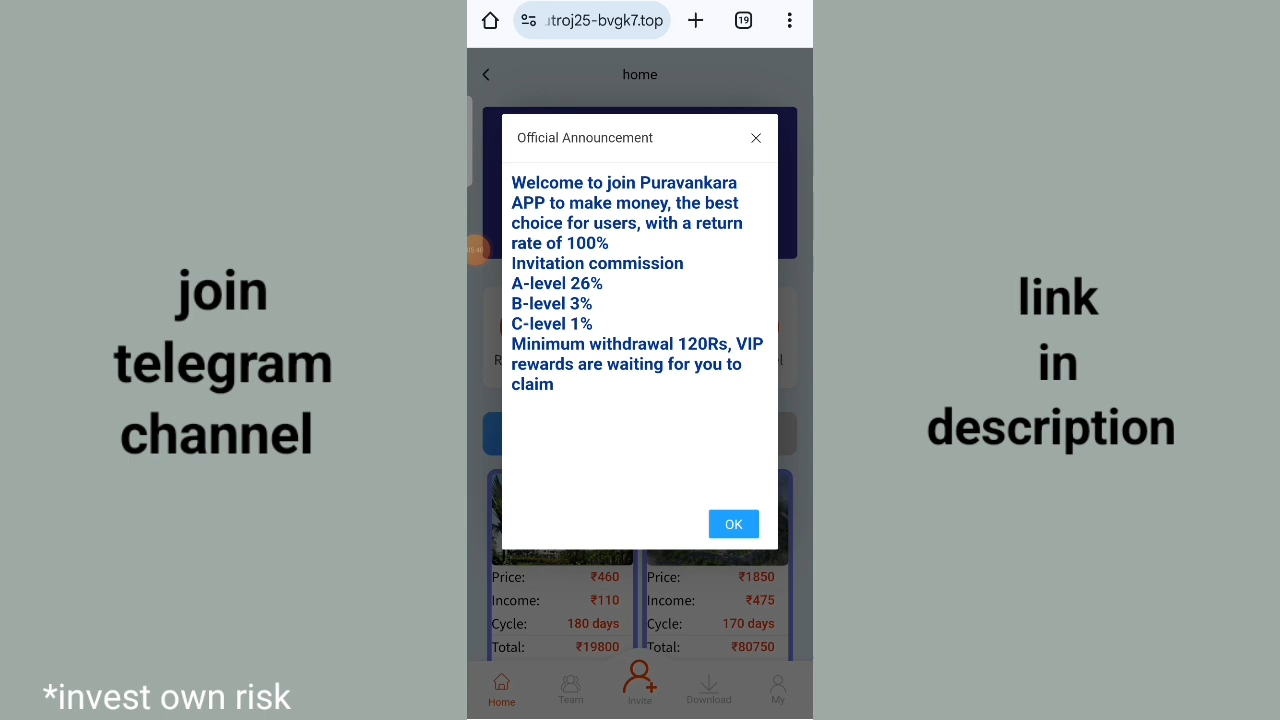 utroj25-bvgk7.top
19
home
Official Announcement
Welcome to join Puravankara
APP to make money, the best
choice for users, with a return
rate of 100%
Invitation commission
A-level 26%
B-level 3%
C-level 1%
Minimum withdrawal 120Rs, VIP
rewards are waiting for you to
claim
OK
Price: ₹460
Income: ₹110
Cycle: 180 days
Total: ₹19800
Price: ₹1850
Income: ₹475
Cycle: 170 days
Total: ₹80750
Home
Team
Invite
Download
My
join
telegram
channel
link
in
description
*invest own risk